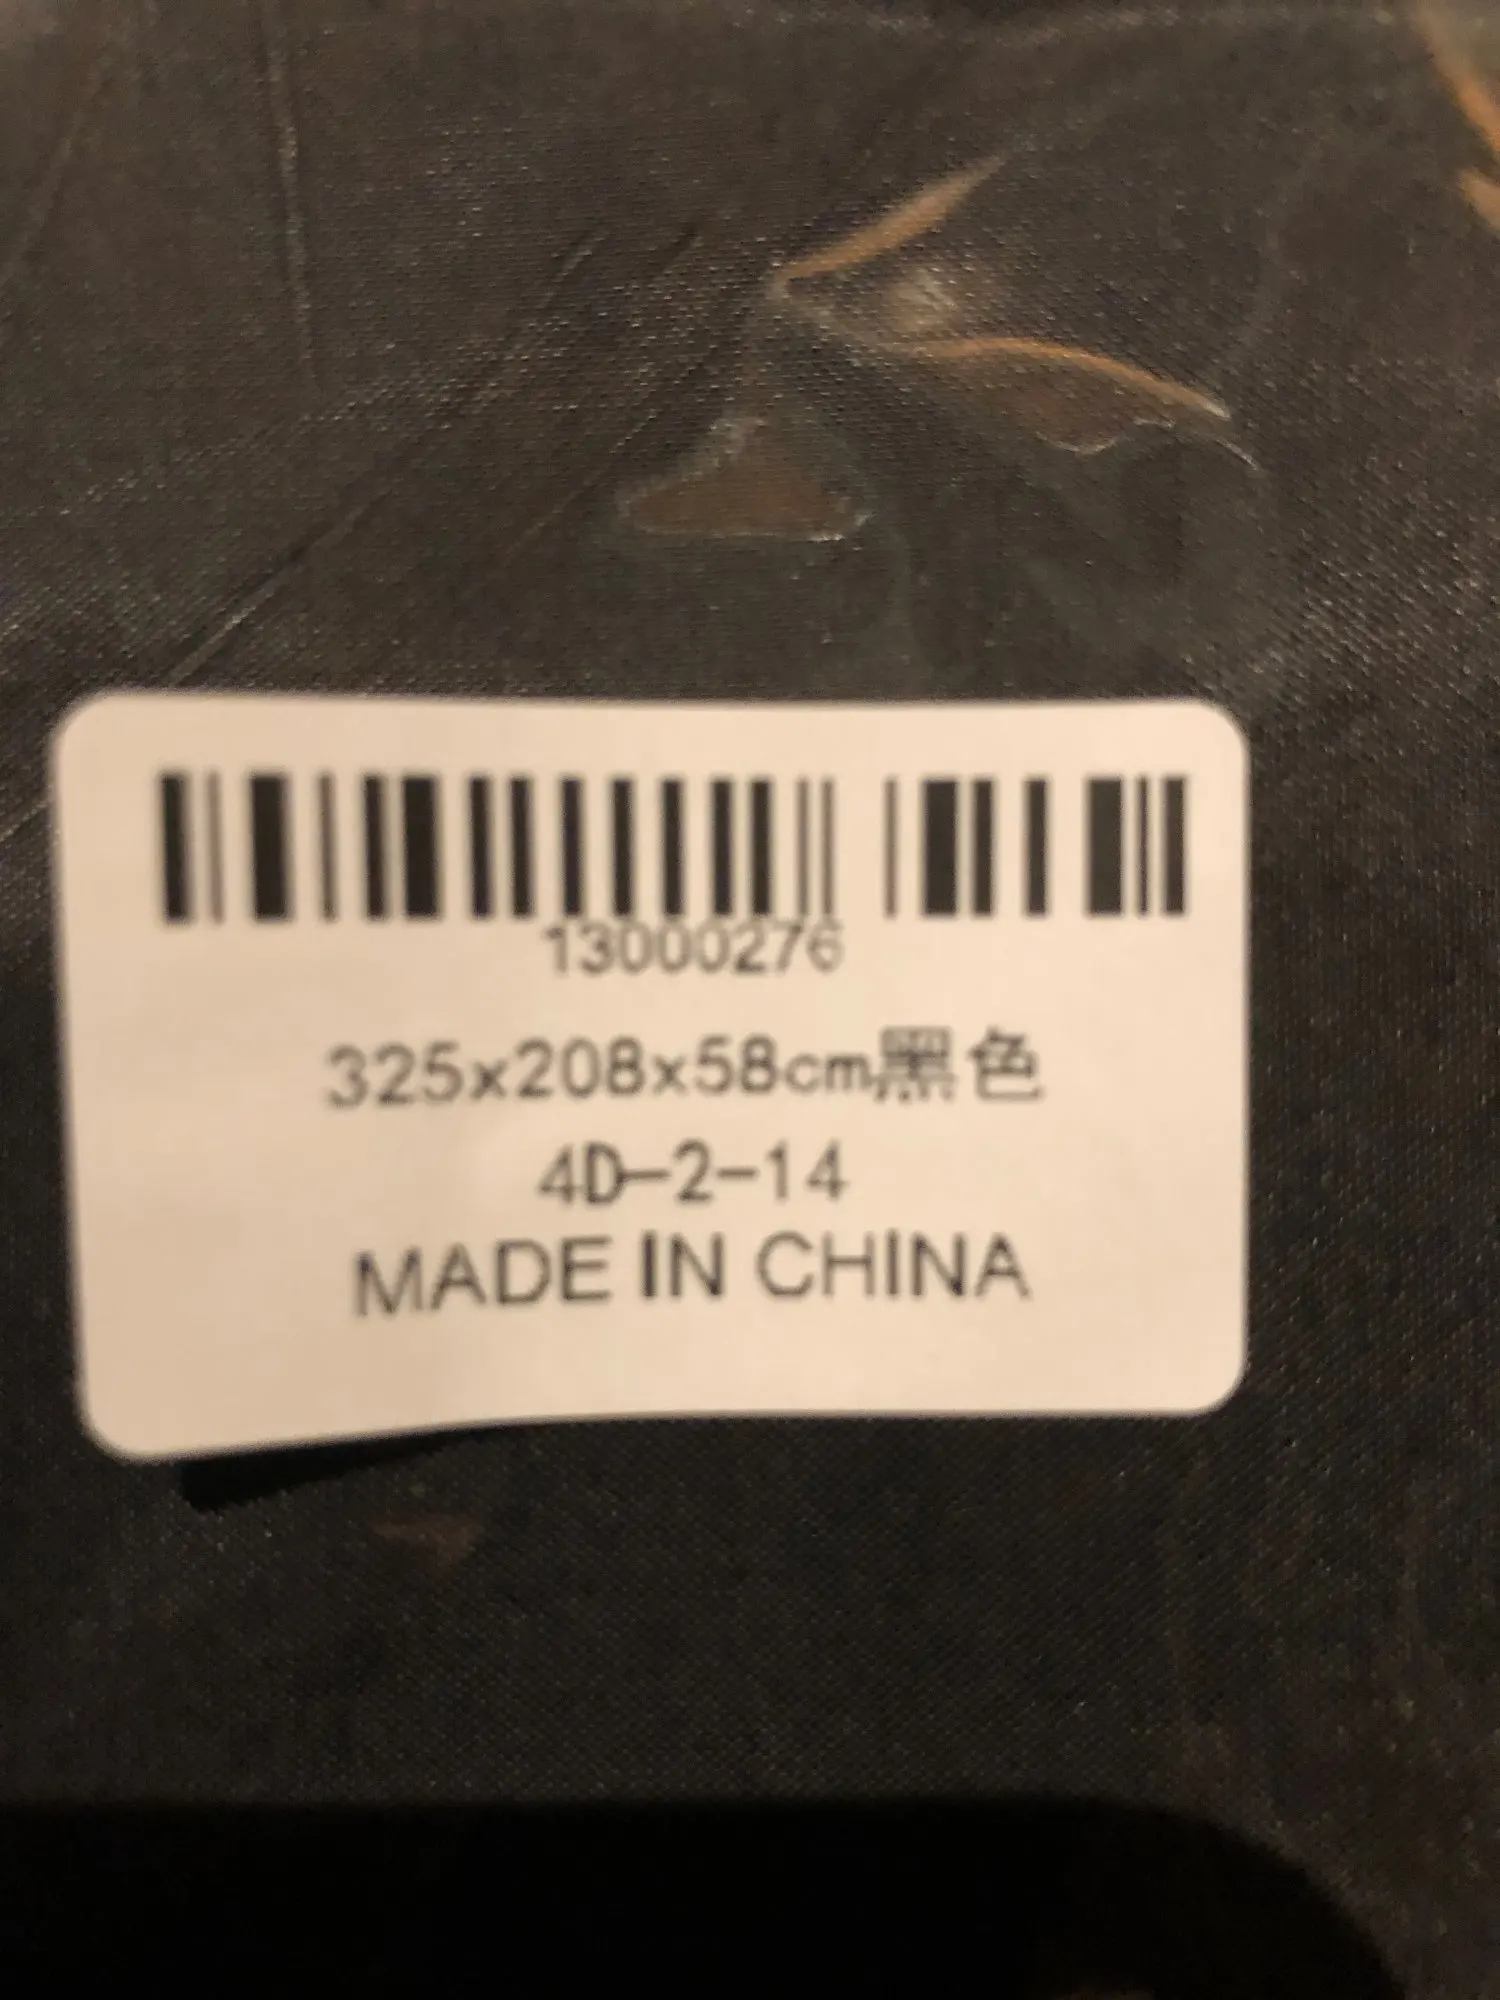 13000276
325x208x58cm黑色
4D-2-14
MADE IN CHINA